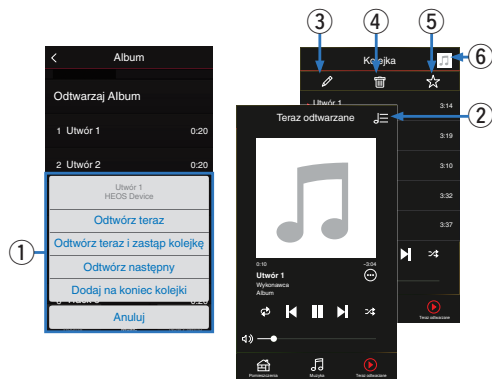 Album
Odtwarzaj Album
1 Utwór 1 0:20
2 Utwór 2 0:20
Utwór 1
HEOS Device
Odtwórz teraz
Odtwórz teraz i zastąp kolejkę
Odtwórz następny
Dodaj na koniec kolejki
Anuluj
1
3
4
5
6
Kolejka
Utwór 1 3:14
3:19
3:10
3:32
3:37
Teraz odtwarzane
2
Teraz odtwarzane
0:10 -3:04
Utwór 1
Wykonawca
Album
Pomieszczenia Muzyka Teraz odtwarzane